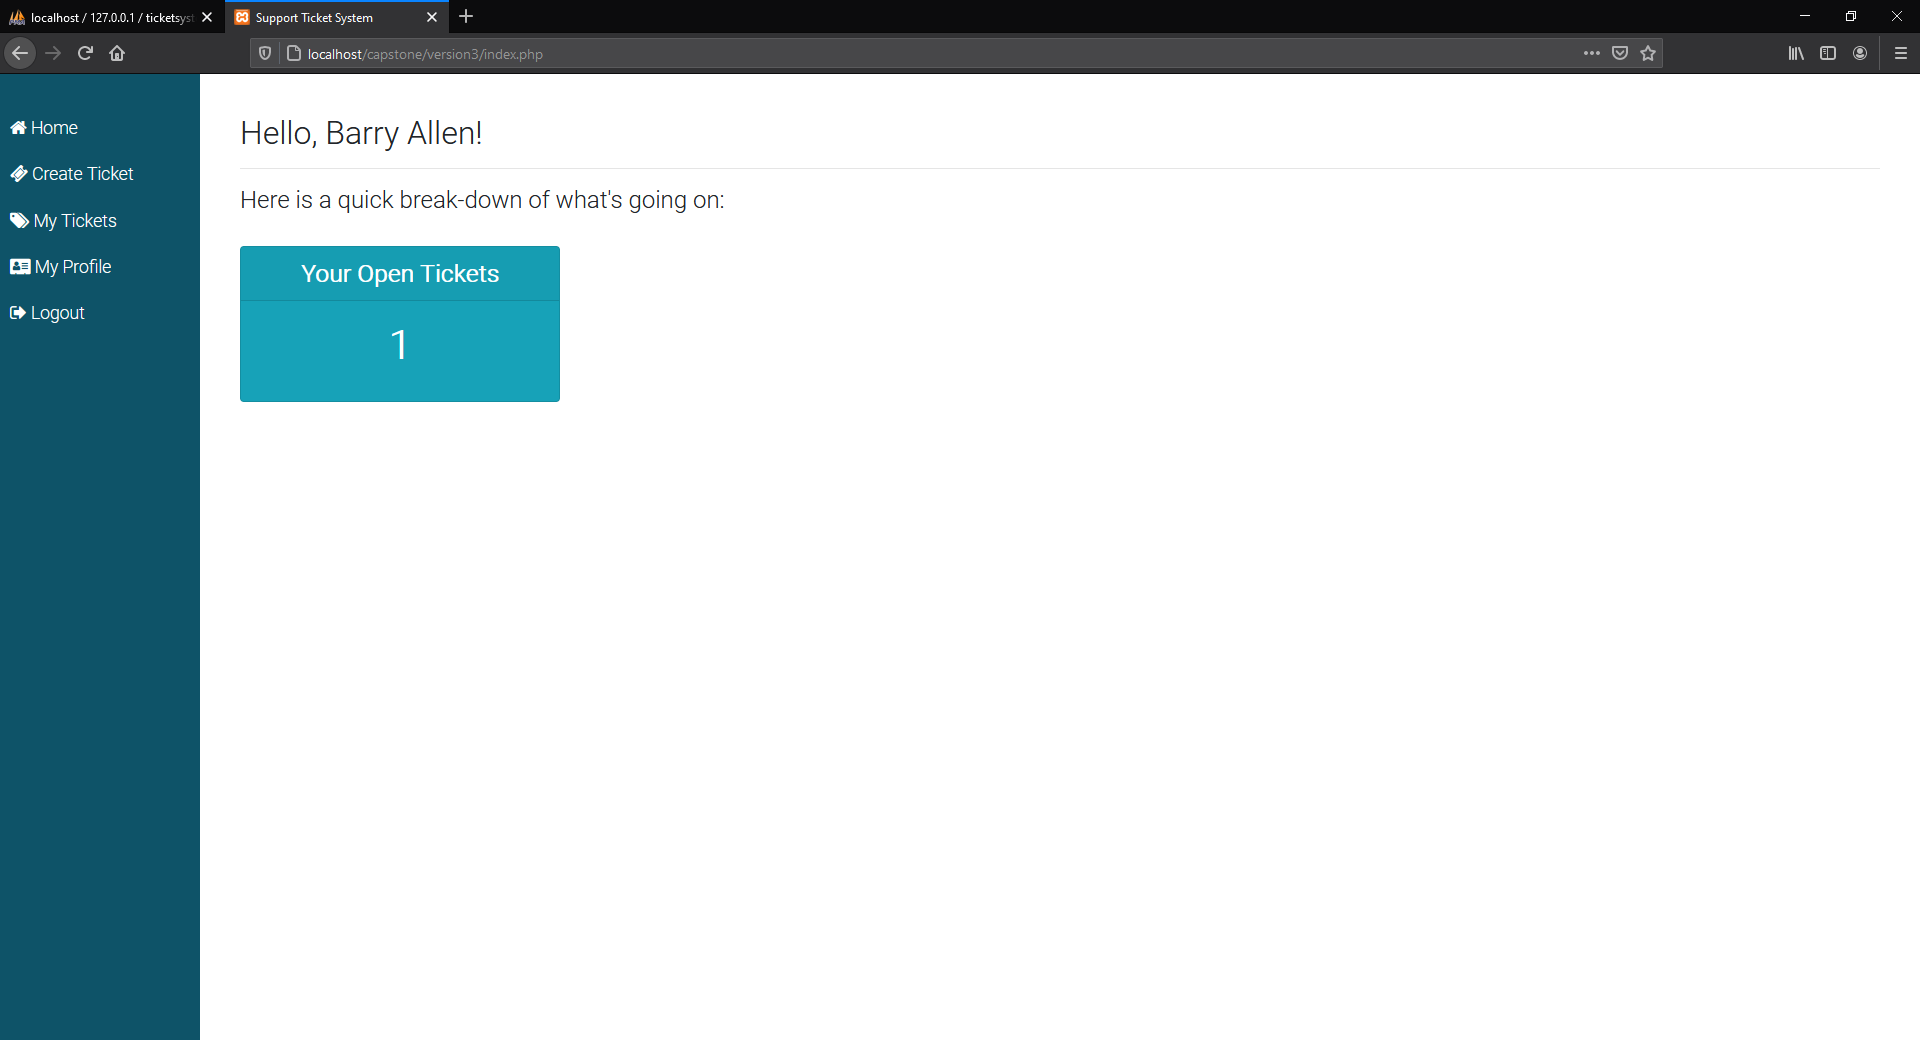 localhost / 127.0.0.1 / ticketsyst
Support Ticket System
localhost/capstone/version3/index.php
Home
Create Ticket
My Tickets
My Profile
Logout
Hello, Barry Allen!
Here is a quick break-down of what's going on:
Your Open Tickets
1